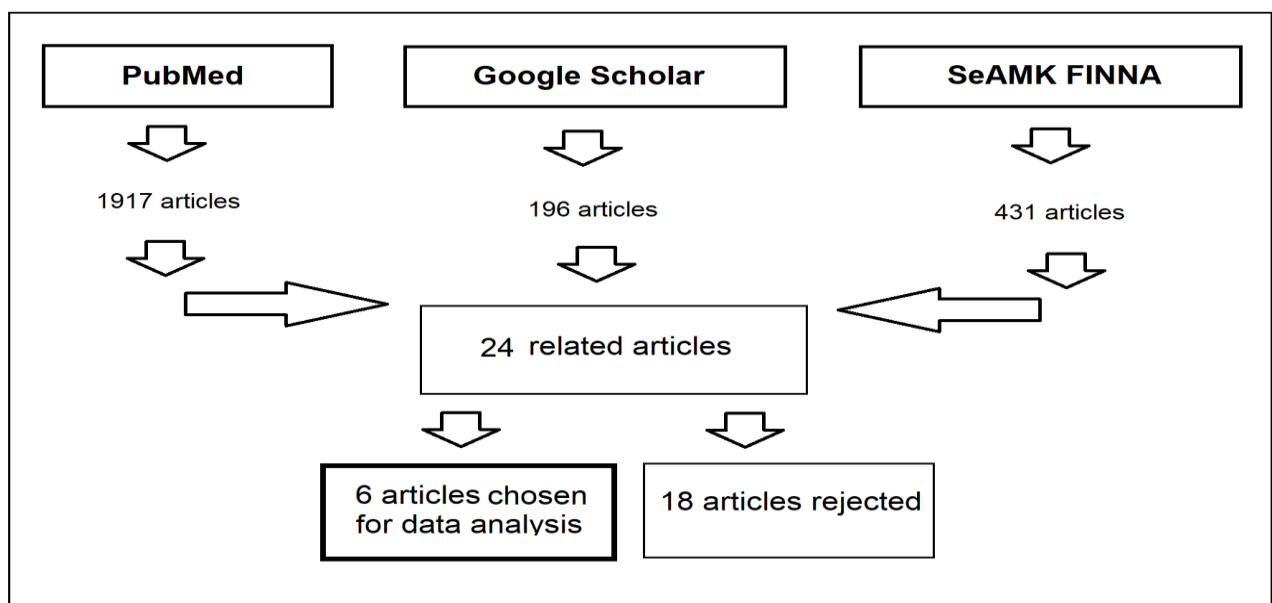 PubMed
Google Scholar
SeAMK FINNA
1917 articles
196 articles
431 articles
24 related articles
6 articles chosen
for data analysis
18 articles rejected